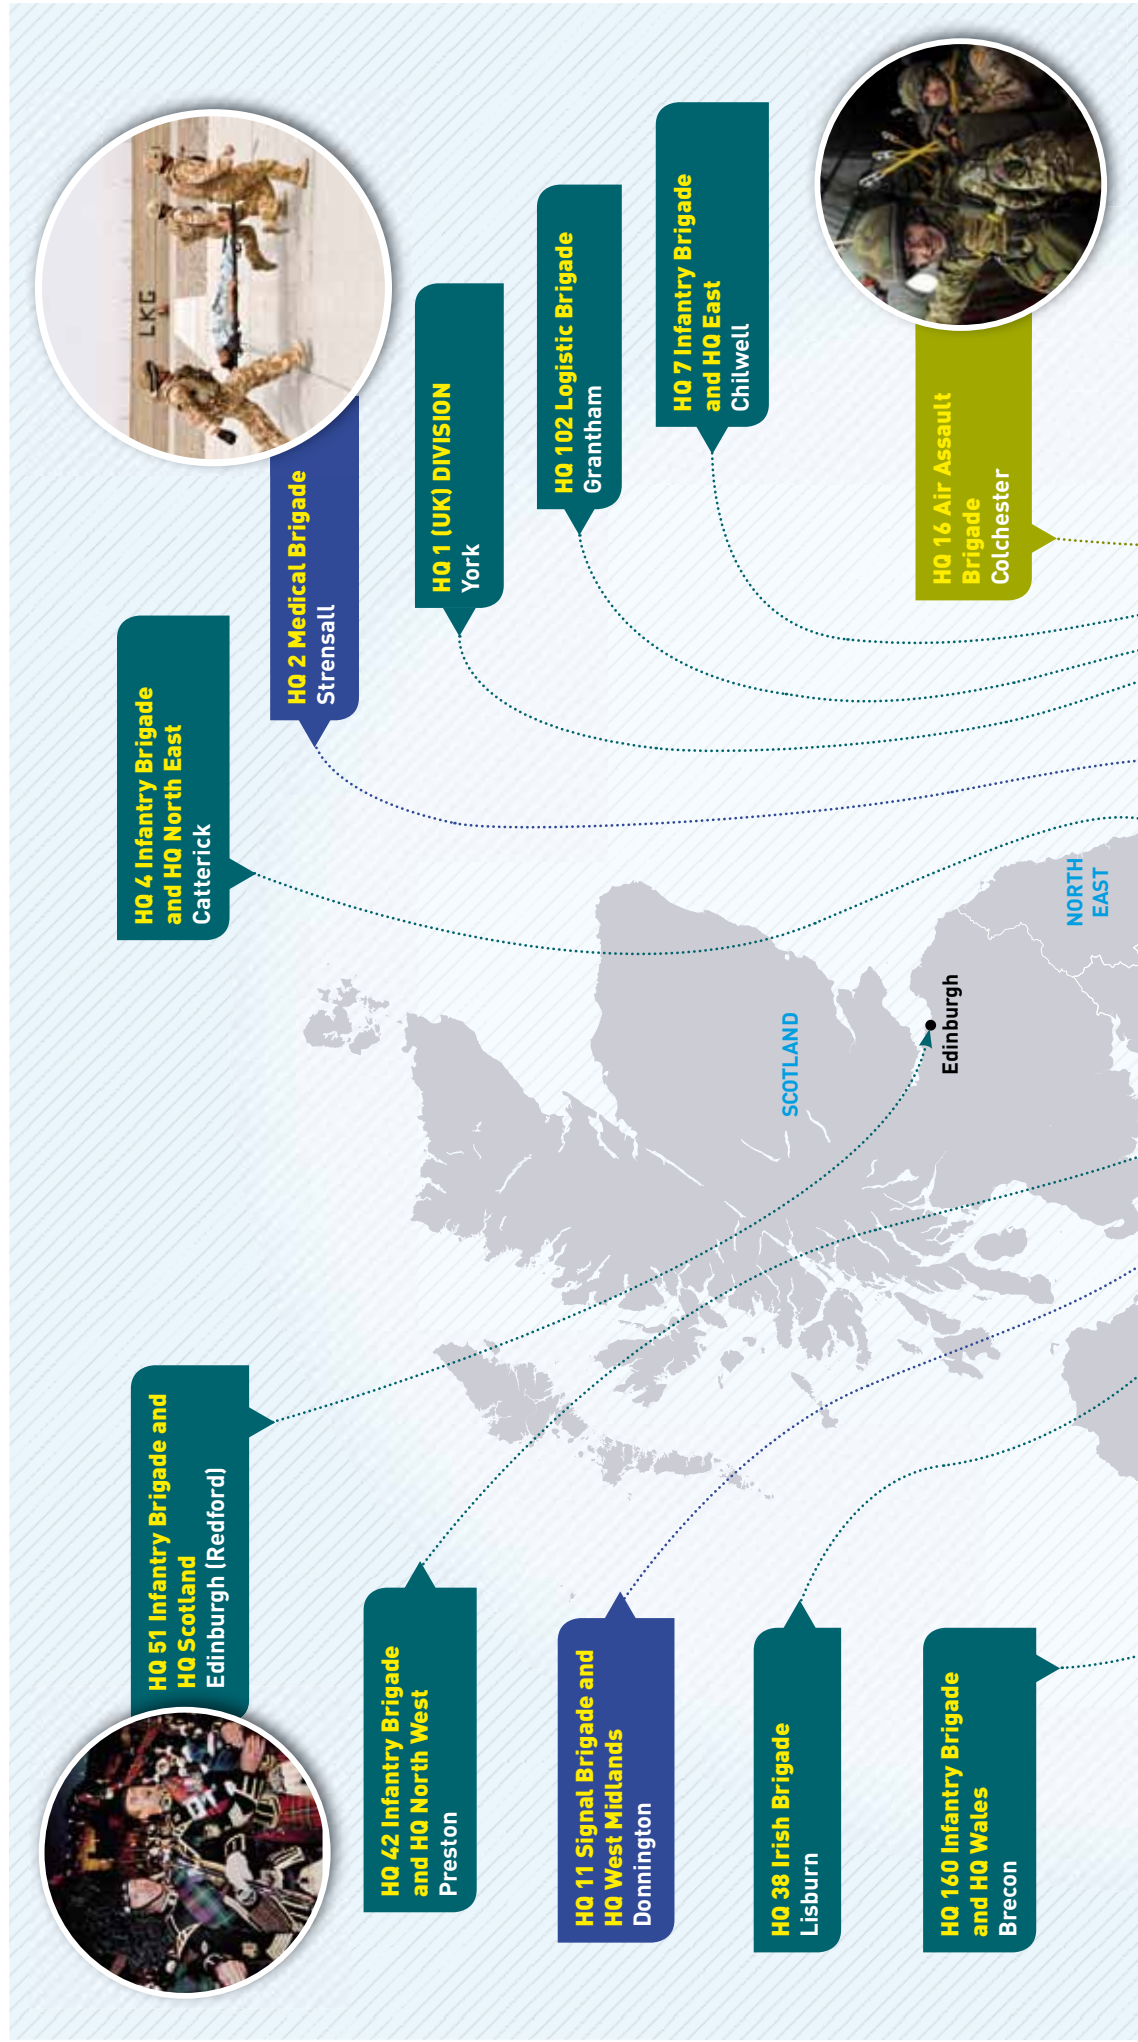 HQ 51 Infantry Brigade and
HQ Scotland
Edinburgh (Redford)
HQ 42 Infantry Brigade
and HQ North West
Preston
HQ 11 Signal Brigade and
HQ West Midlands
Donnington
HQ 38 Irish Brigade
Lisburn
HQ 160 Infantry Brigade
and HQ Wales
Brecon
SCOTLAND
Edinburgh
NORTH
EAST
HQ 4 Infantry Brigade
and HQ North East
Catterick
LKG
HQ 2 Medical Brigade
Strensall
HQ 1 (UK) DIVISION
York
HQ 102 Logistic Brigade
Grantham
HQ 7 Infantry Brigade
and HQ East
Chilwell
HQ 16 Air Assault
Brigade
Colchester